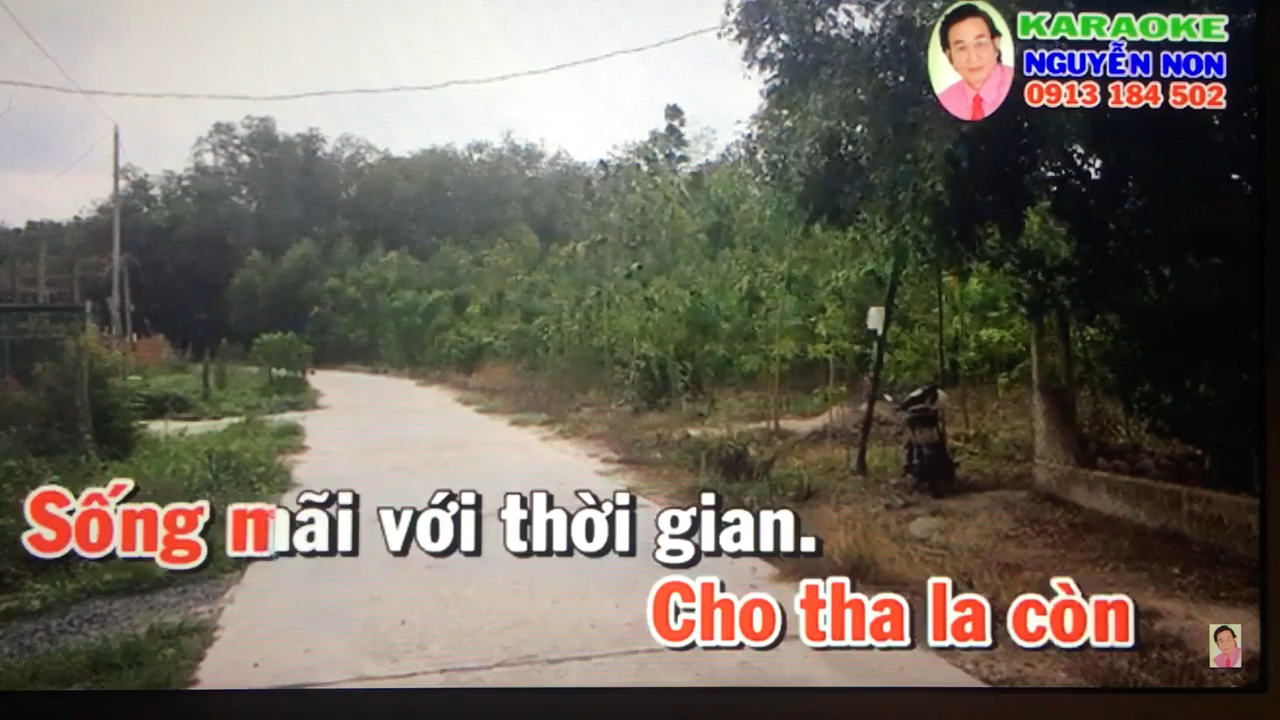 KARAOKE
NGUYỄN NON
0913 184 502
Sống mãi với thời gian.
Cho tha la còn